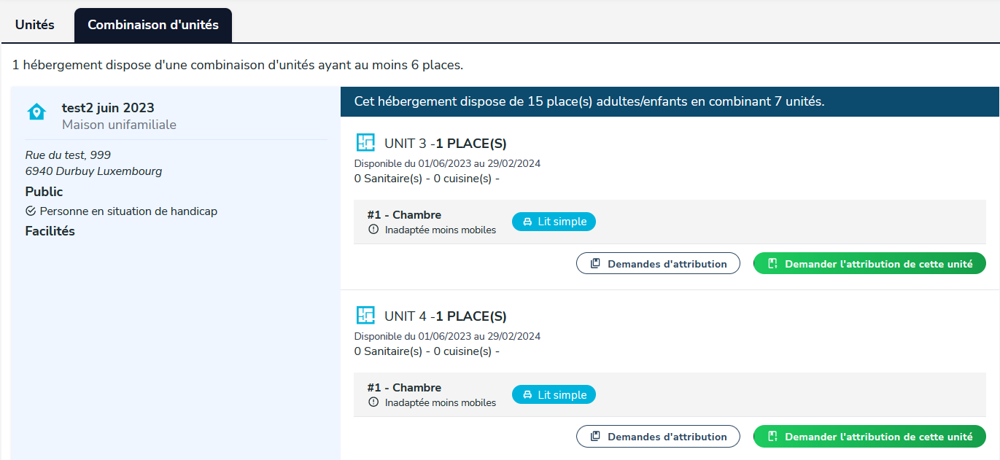 Unités
Combinaison d'unités
1 hébergement dispose d'une combinaison d'unités ayant au moins 6 places.
test2 juin 2023
Maison unifamiliale
Rue du test, 999
6940 Durbuy Luxembourg
Public
Personne en situation de handicap
Facilités
Cet hébergement dispose de 15 place(s) adultes/enfants en combinant 7 unités.
UNIT 3 -1 PLACE(S)
Disponible du 01/06/2023 au 29/02/2024
0 Sanitaire(s) - 0 cuisine(s) -
#1 - Chambre
Inadaptée moins mobiles
Lit simple
Demandes d'attribution
Demander l'attribution de cette unité
UNIT 4 -1 PLACE(S)
Disponible du 01/06/2023 au 29/02/2024
0 Sanitaire(s) - 0 cuisine(s) -
#1 - Chambre
Inadaptée moins mobiles
Lit simple
Demandes d'attribution
Demander l'attribution de cette unité